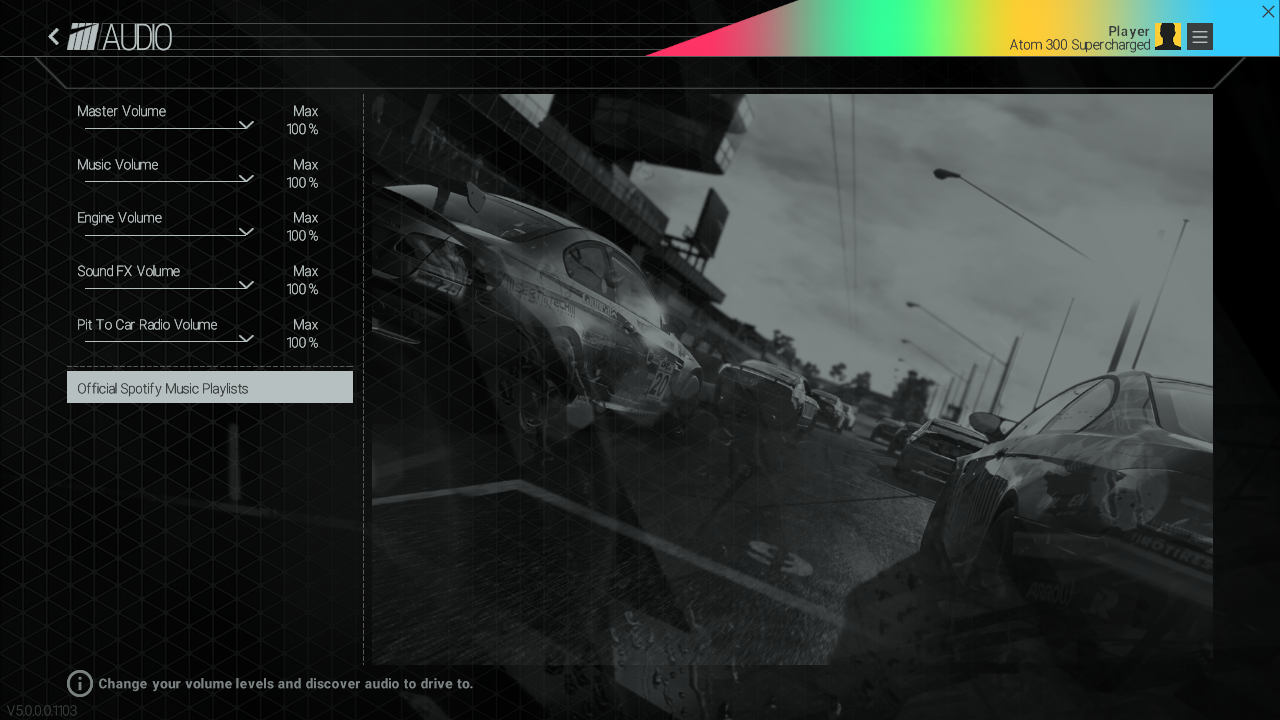 AUDIO
Player
Atom 300 Supercharged
Master Volume Max
100 %
Music Volume Max
100 %
Engine Volume Max
100 %
Sound FX Volume Max
100 %
Pit To Car Radio Volume Max
100 %
Official Spotify Music Playlists
Change your volume levels and discover audio to drive to.
V5.0.0.0.1103